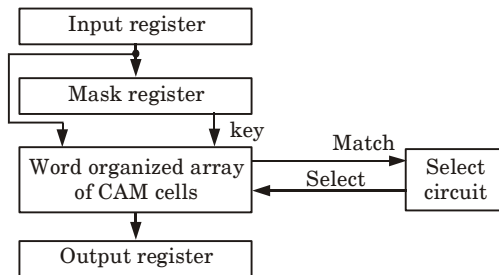 Input register
Mask register
key
Word organized array
of CAM cells
Match
Select
Select
circuit
Output register